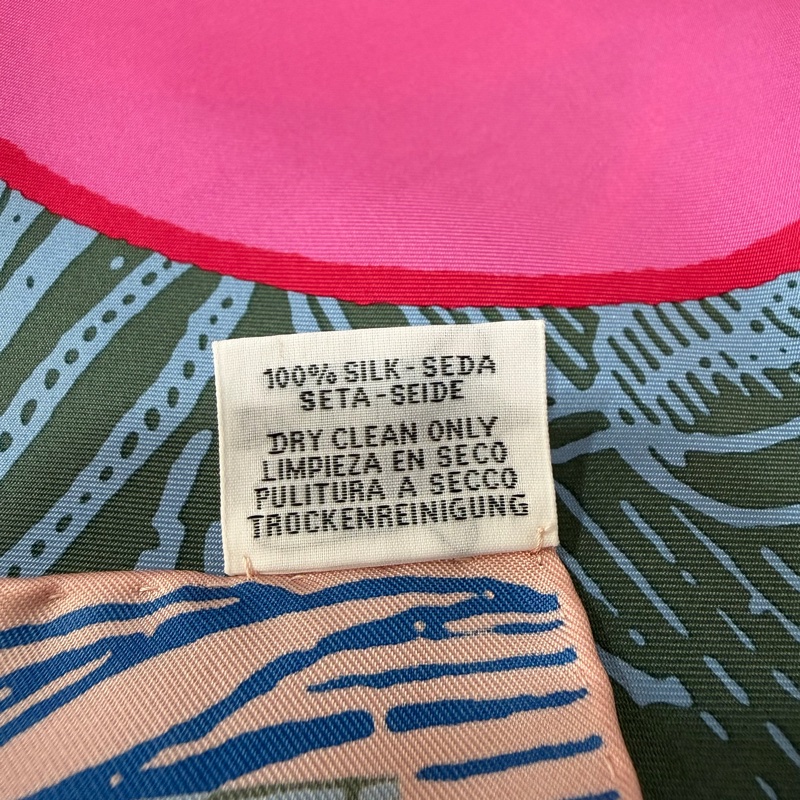 100% SILK-SEDA
SETA-SEIDE
DRY CLEAN ONLY
LIMPIEZA EN SECO
PULITURA A SECCO
TROCKENREINIGUNG